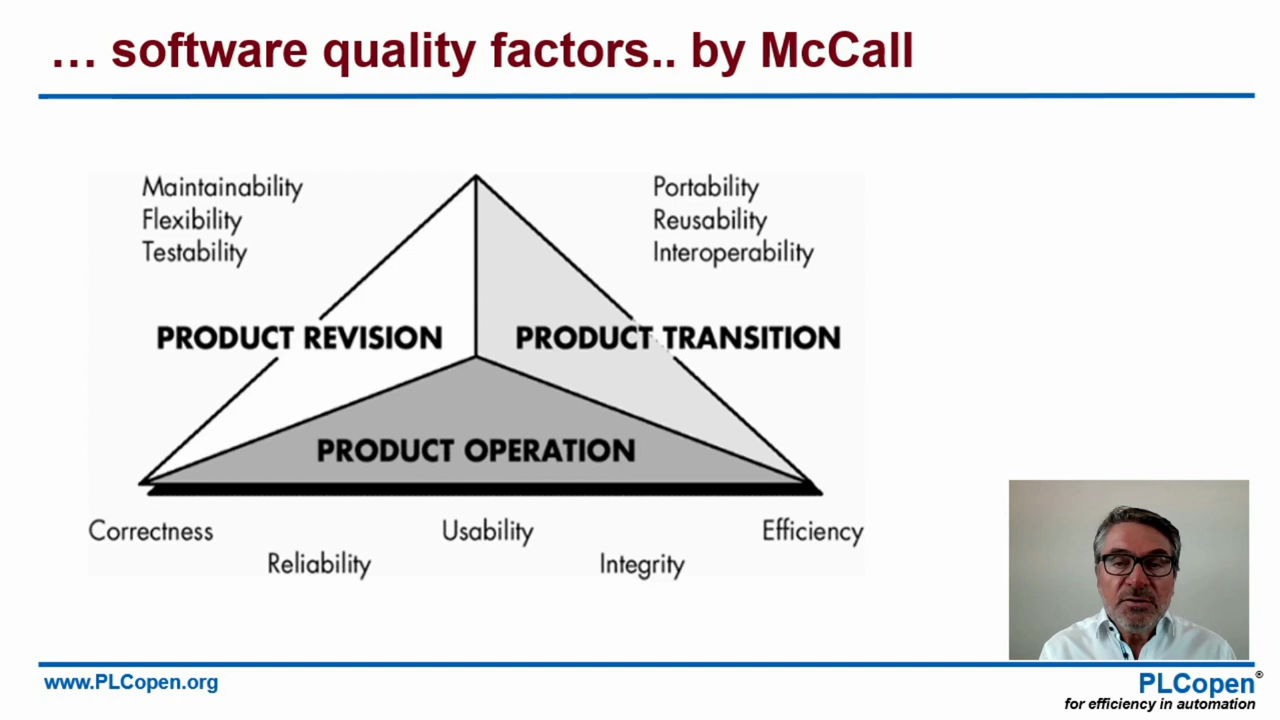 … software quality factors.. by McCall
Maintainability
Flexibility
Testability
Portability
Reusability
Interoperability
PRODUCT REVISION
PRODUCT TRANSITION
PRODUCT OPERATION
Correctness
Usability
Efficiency
Reliability
Integrity
www.PLCopen.org
PLCopen®
for efficiency in automation